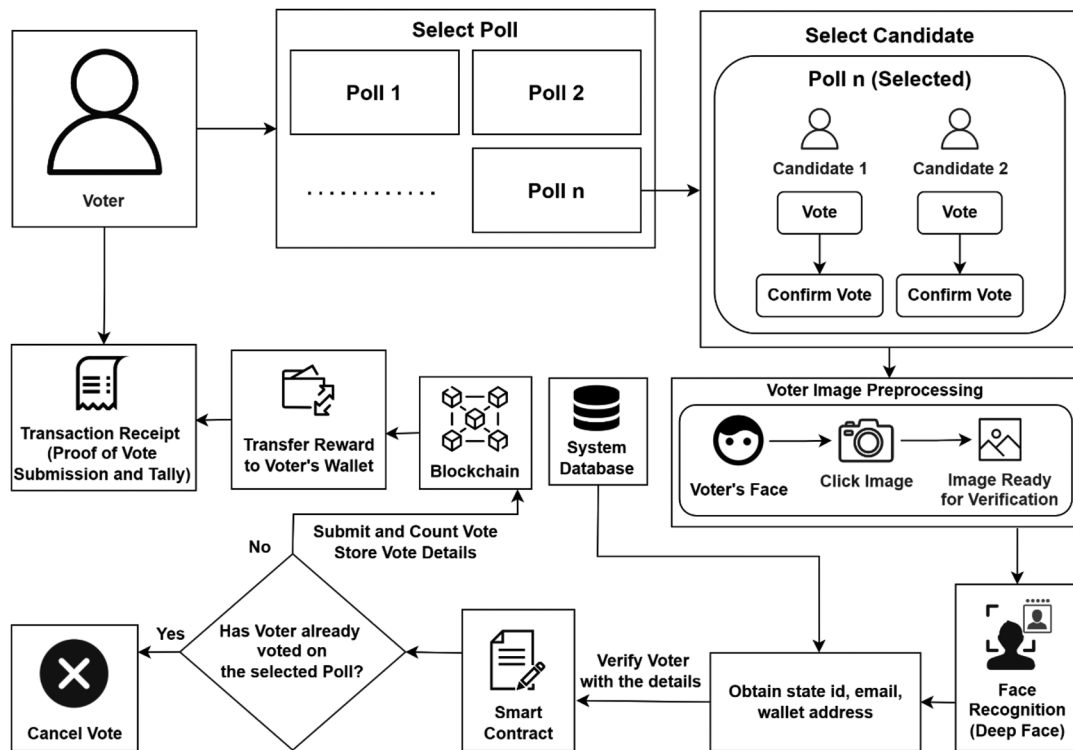 Voter
Select Poll
Poll 1
Poll 2
............
Poll n
Select Candidate
Poll n (Selected)
Candidate 1
Candidate 2
Vote
Vote
Confirm Vote
Confirm Vote
Voter Image Preprocessing
Voter's Face
Click Image
Image Ready
for Verification
Transaction Receipt
(Proof of Vote
Submission and Tally)
Transfer Reward
to Voter's Wallet
Blockchain
System
Database
Submit and Count Vote
Store Vote Details
No
Yes
Has Voter already
voted on
the selected Poll?
Cancel Vote
Smart
Contract
Verify Voter
with the details
Obtain state id, email,
wallet address
Face
Recognition
(Deep Face)